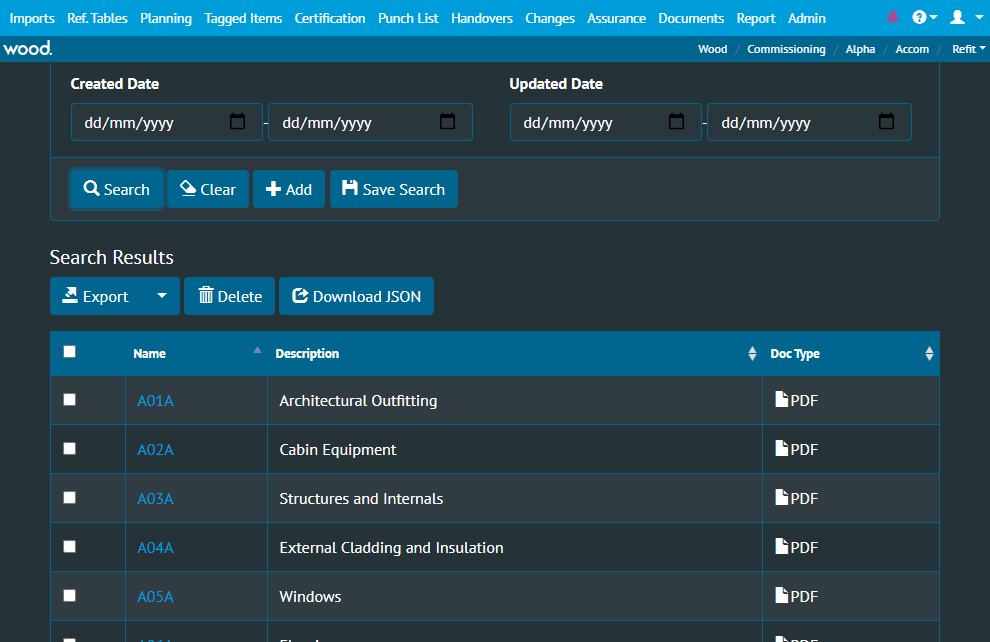 Imports Ref. Tables Planning Tagged Items Certification Punch List Handovers Changes Assurance Documents Report Admin
wood. Wood / Commissioning / Alpha / Accom / Refit
Created Date Updated Date
dd/mm/yyyy - dd/mm/yyyy dd/mm/yyyy - dd/mm/yyyy
Search Clear Add Save Search
Search Results
Export Delete Download JSON
Name Description Doc Type
A01A Architectural Outfitting PDF
A02A Cabin Equipment PDF
A03A Structures and Internals PDF
A04A External Cladding and Insulation PDF
A05A Windows PDF